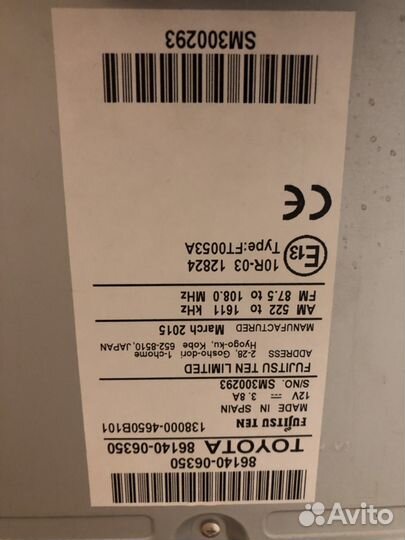 86140-06350
TOYOTA 86140-06350
FUJITSU TEN 138000-4650B101
MADE IN SPAIN
12V ⎓ 3.8A
S/NO. SM300293
FUJITSU TEN LIMITED
ADDRESS 2-28, Gosho-dori 1-chome
Hyogo-ku, Kobe 652-8510, JAPAN
MANUFACTURED March 2015
AM 522 to 1611 kHz
FM 87.5 to 108.0 MHz
10R-03 12824
Type:FT0053A
E13
CE
SM300293
Avito